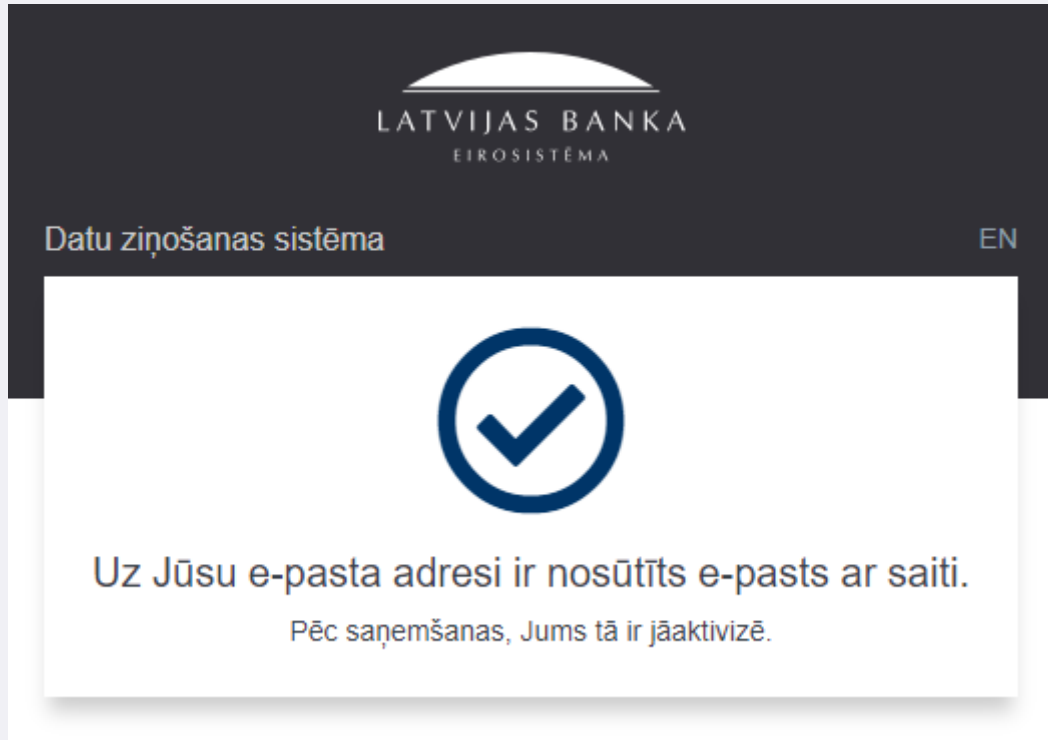 LATVIJAS BANKA
EIROSISTĒMA
Datu ziņošanas sistēma
EN
Uz Jūsu e-pasta adresi ir nosūtīts e-pasts ar saiti.
Pēc saņemšanas, Jums tā ir jāaktivizē.